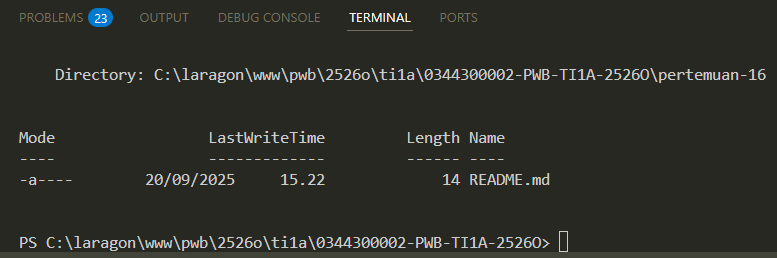 PROBLEMS 23 OUTPUT DEBUG CONSOLE TERMINAL PORTS
Directory: C:\laragon\www\pwb\2526o\ti1a\0344300002-PWB-TI1A-2526O\pertemuan-16
Mode LastWriteTime Length Name
---- ------------- ------ ----
-a---- 20/09/2025 15.22 14 README.md
PS C:\laragon\www\pwb\2526o\ti1a\0344300002-PWB-TI1A-2526O>